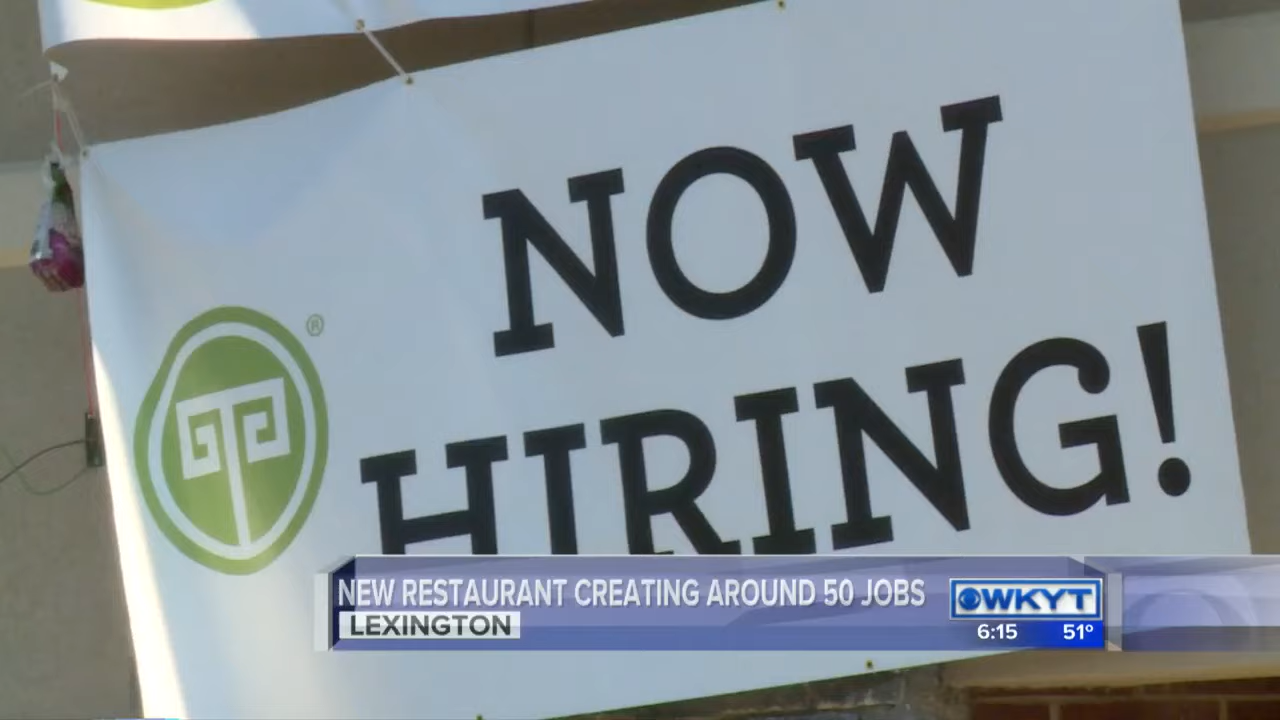 NOW
HIRING!
®
NEW RESTAURANT CREATING AROUND 50 JOBS
LEXINGTON
WKYT
6:15 51°